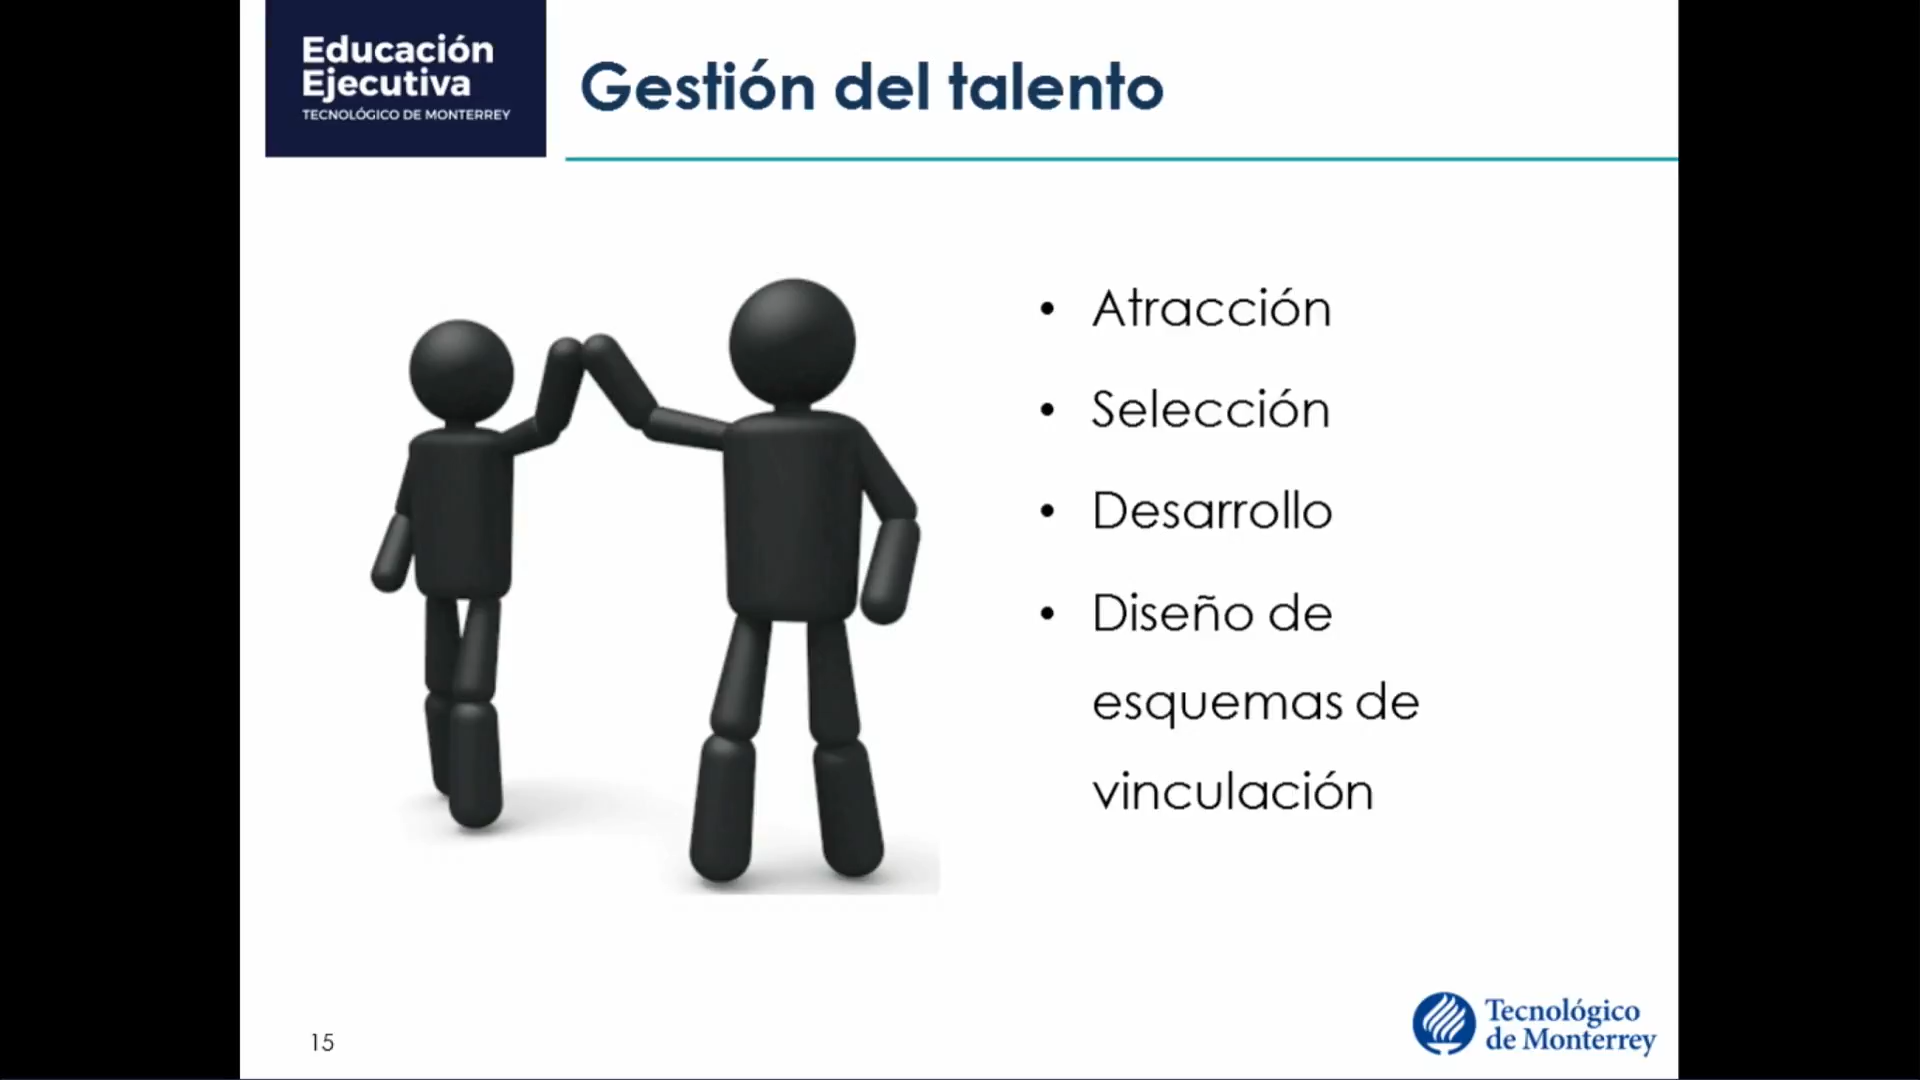 Educación
Ejecutiva
TECNOLÓGICO DE MONTERREY
Gestión del talento
• Atracción
• Selección
• Desarrollo
• Diseño de
esquemas de
vinculación
15
Tecnológico
de Monterrey